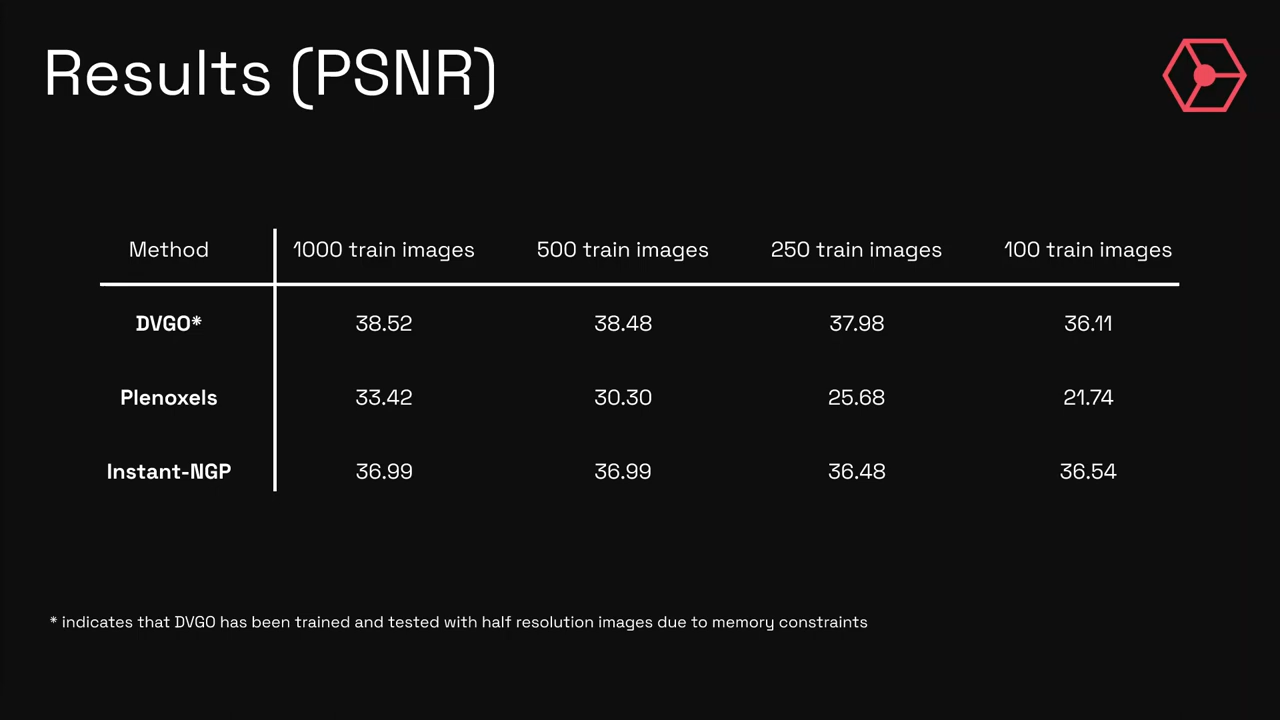 Results (PSNR)
Method 1000 train images 500 train images 250 train images 100 train images
DVGO* 38.52 38.48 37.98 36.11
Plenoxels 33.42 30.30 25.68 21.74
Instant-NGP 36.99 36.99 36.48 36.54
* indicates that DVGO has been trained and tested with half resolution images due to memory constraints